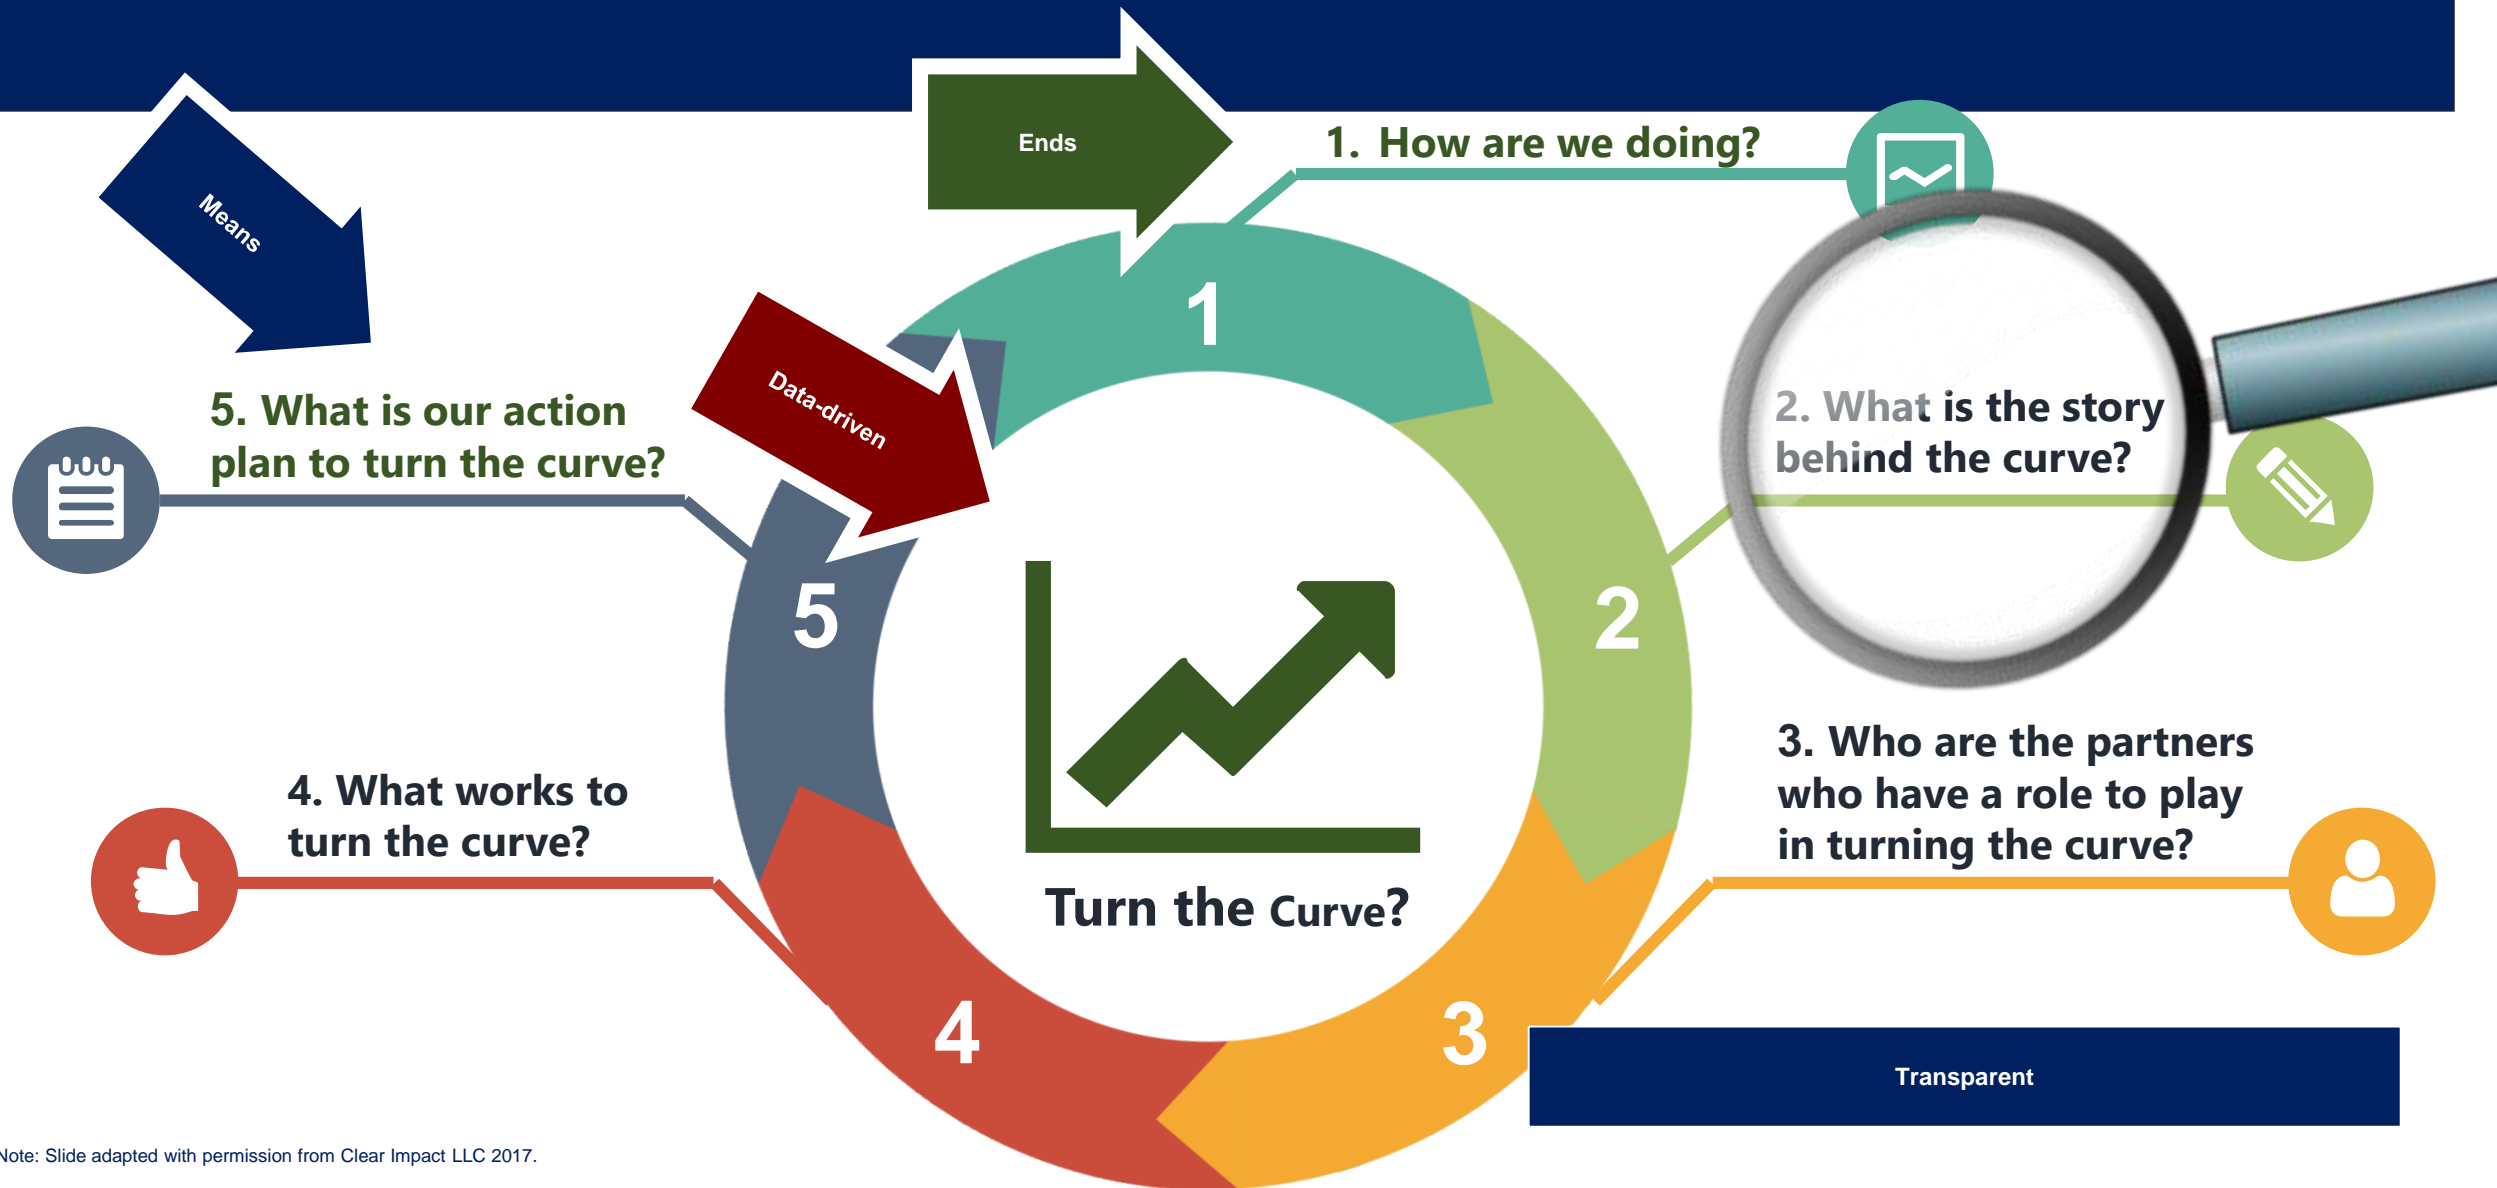 Ends
1. How are we doing?
Means
Data-driven
5. What is our action
plan to turn the curve?
2. What is the story
behind the curve?
1
2
3
4
5
4. What works to
turn the curve?
3. Who are the partners
who have a role to play
in turning the curve?
Turn the Curve?
Transparent
Note: Slide adapted with permission from Clear Impact LLC 2017.